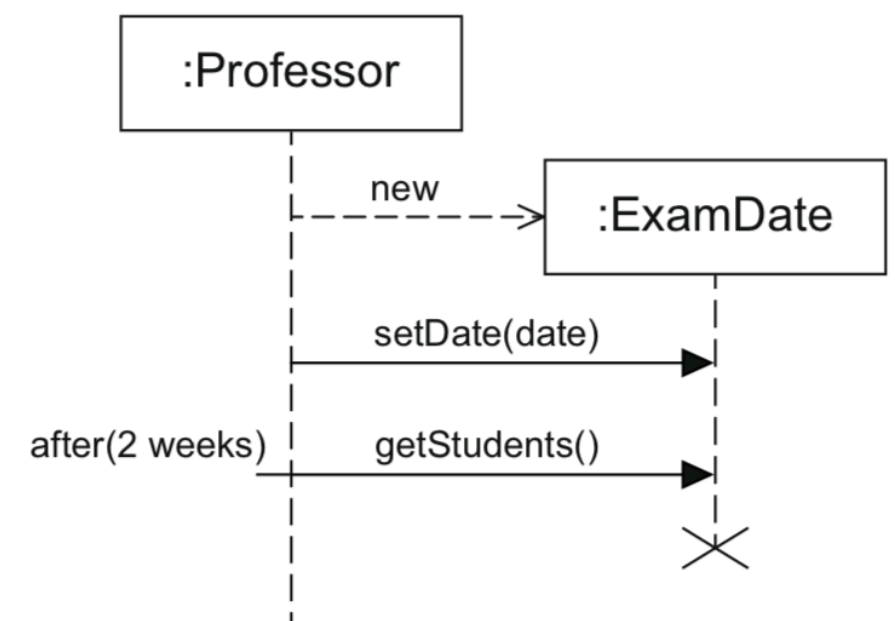 :Professor
new
:ExamDate
setDate(date)
after(2 weeks)
getStudents()